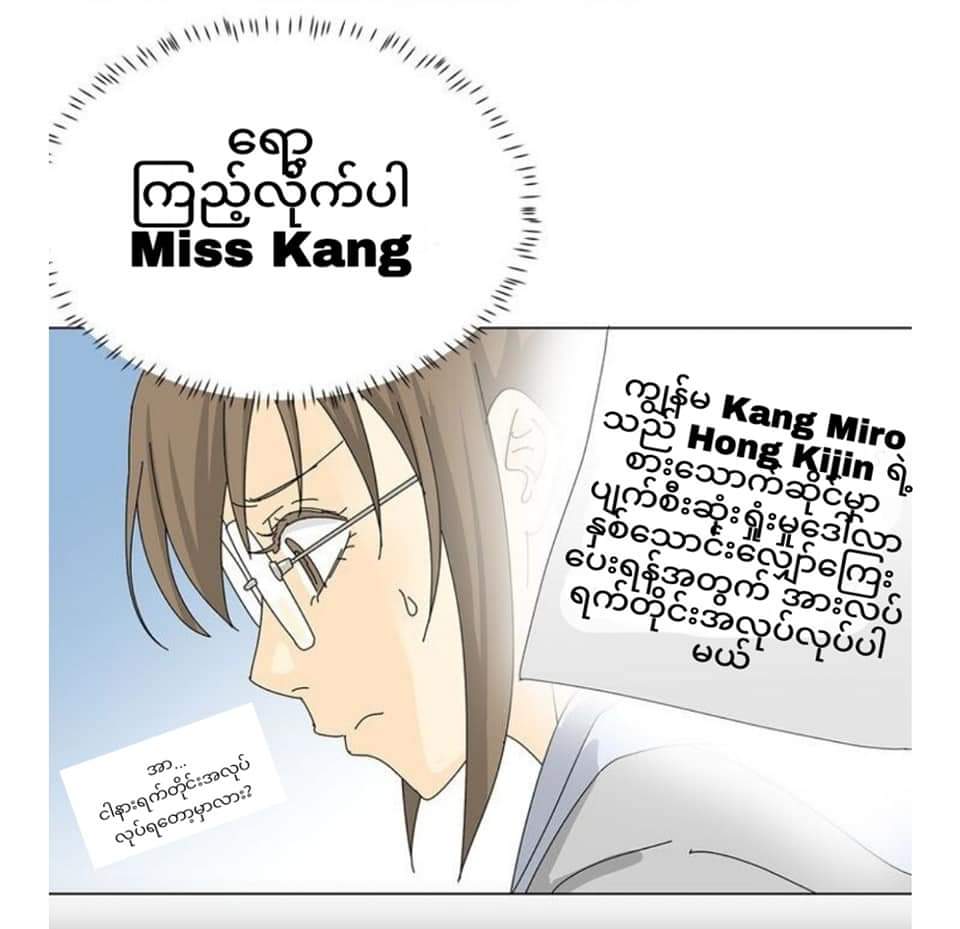 ရော့
ကြည့်လိုက်ပါ
Miss Kang
ကျွန်မ Kang Miro
သည် Hong Kijin ရဲ့
စားသောက်ဆိုင်မှာ
ပျက်စီးဆုံးရှုံးမှုဒေါ်လာ
နှစ်သောင်းလျှော်ကြေး
ပေးရန်အတွက် အားလပ်
ရက်တိုင်းအလုပ်လုပ်ပါ
မယ်
အာ...
ငါနားရက်တိုင်းအလုပ်
လုပ်ရတော့မှာလား?